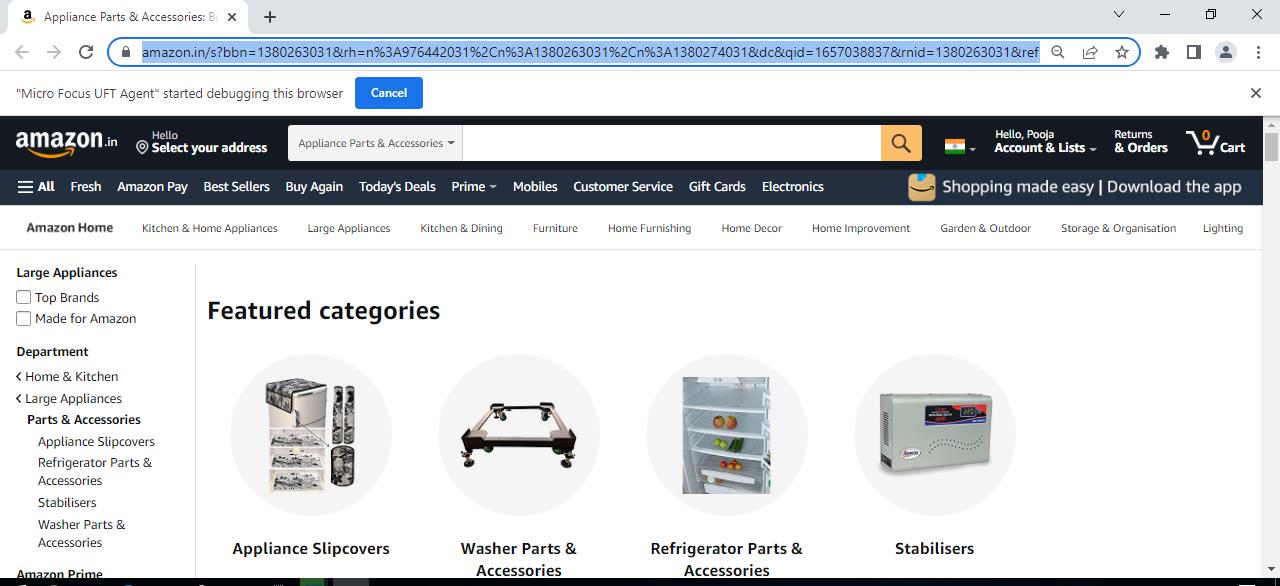 Appliance Parts & Accessories: B
amazon.in/s?bbn=1380263031&rh=n%3A976442031%2Cn%3A1380263031%2Cn%3A1380274031&dc&qid=1657038837&rnid=1380263031&ref
"Micro Focus UFT Agent" started debugging this browser
Cancel
amazon.in
Hello
Select your address
Appliance Parts & Accessories
Hello, Pooja
Account & Lists
Returns
& Orders
0
Cart
All
Fresh
Amazon Pay
Best Sellers
Buy Again
Today's Deals
Prime
Mobiles
Customer Service
Gift Cards
Electronics
Shopping made easy | Download the app
Amazon Home
Kitchen & Home Appliances
Large Appliances
Kitchen & Dining
Furniture
Home Furnishing
Home Decor
Home Improvement
Garden & Outdoor
Storage & Organisation
Lighting
Large Appliances
Top Brands
Made for Amazon
Department
Home & Kitchen
Large Appliances
Parts & Accessories
Appliance Slipcovers
Refrigerator Parts &
Accessories
Stabilisers
Washer Parts &
Accessories
Amazon Prime
Featured categories
Appliance Slipcovers
Washer Parts &
Accessories
Refrigerator Parts &
Accessories
Stabilisers